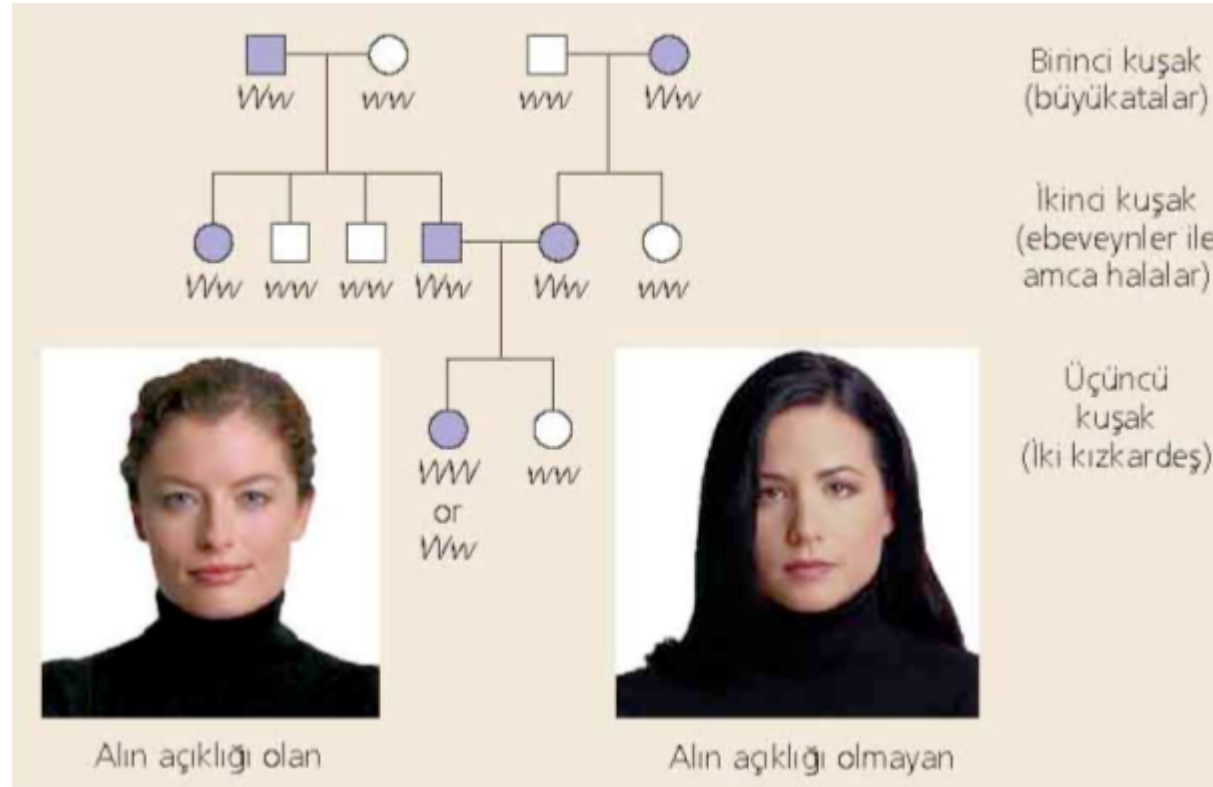 Ww ww ww Ww
Birinci kuşak
(büyükatalar)
Ww ww ww Ww Ww ww
İkinci kuşak
(ebeveynler ile
amca halalar)
WW
or
Ww
ww
Üçüncü
kuşak
(İki kızkardeş)
Alın açıklığı olan
Alın açıklığı olmayan